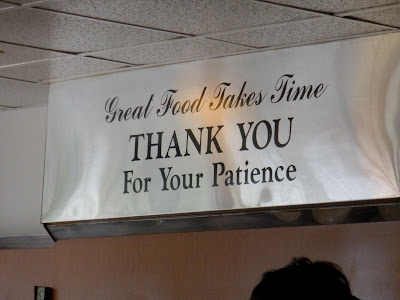 Great Food Takes Time
THANK YOU
For Your Patience